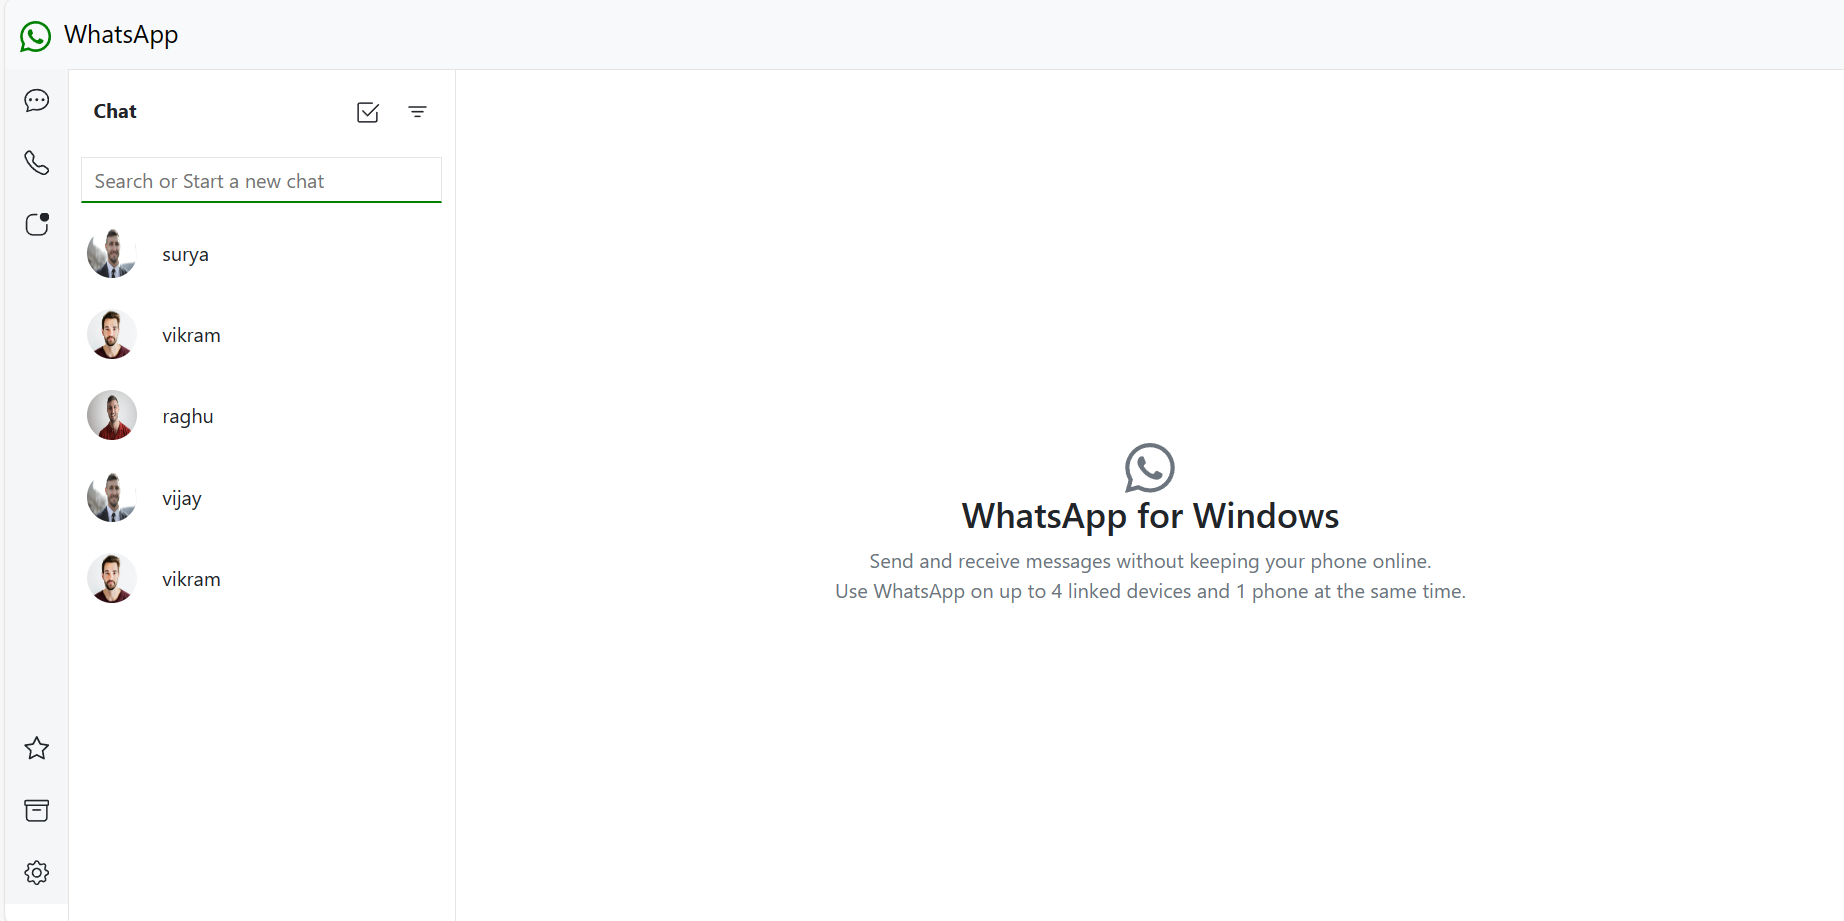 WhatsApp
Chat
Search or Start a new chat
surya
vikram
raghu
vijay
vikram
WhatsApp for Windows
Send and receive messages without keeping your phone online.
Use WhatsApp on up to 4 linked devices and 1 phone at the same time.